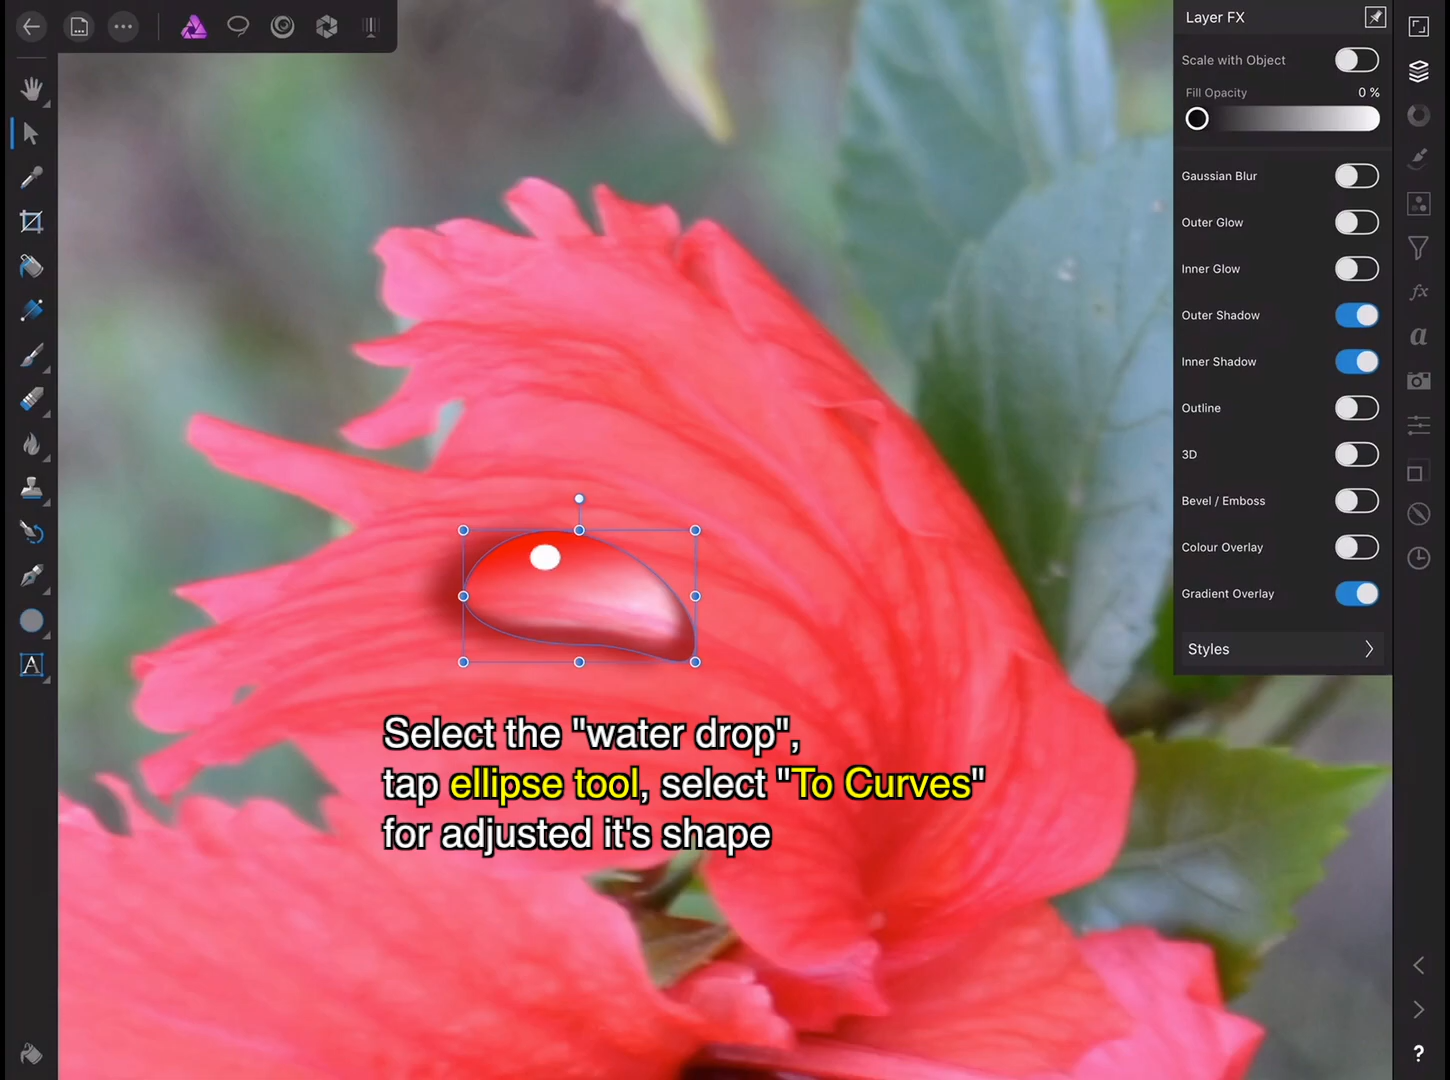 Layer FX
Scale with Object
Fill Opacity 0 %
Gaussian Blur
Outer Glow
Inner Glow
Outer Shadow
Inner Shadow
Outline
3D
Bevel / Emboss
Colour Overlay
Gradient Overlay
Styles
fx
a
A
Select the "water drop",
tap ellipse tool, select "To Curves"
for adjusted it's shape
?